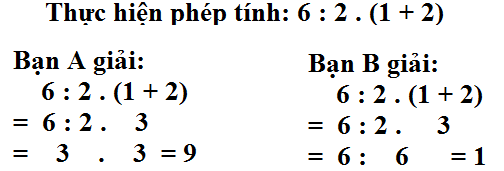 Thực hiện phép tính: 6 : 2 . (1 + 2)
Bạn A giải:
6 : 2 . (1 + 2)
= 6 : 2 . 3
= 3 . 3 = 9
Bạn B giải:
6 : 2 . (1 + 2)
= 6 : 2 . 3
= 6 : 6 = 1